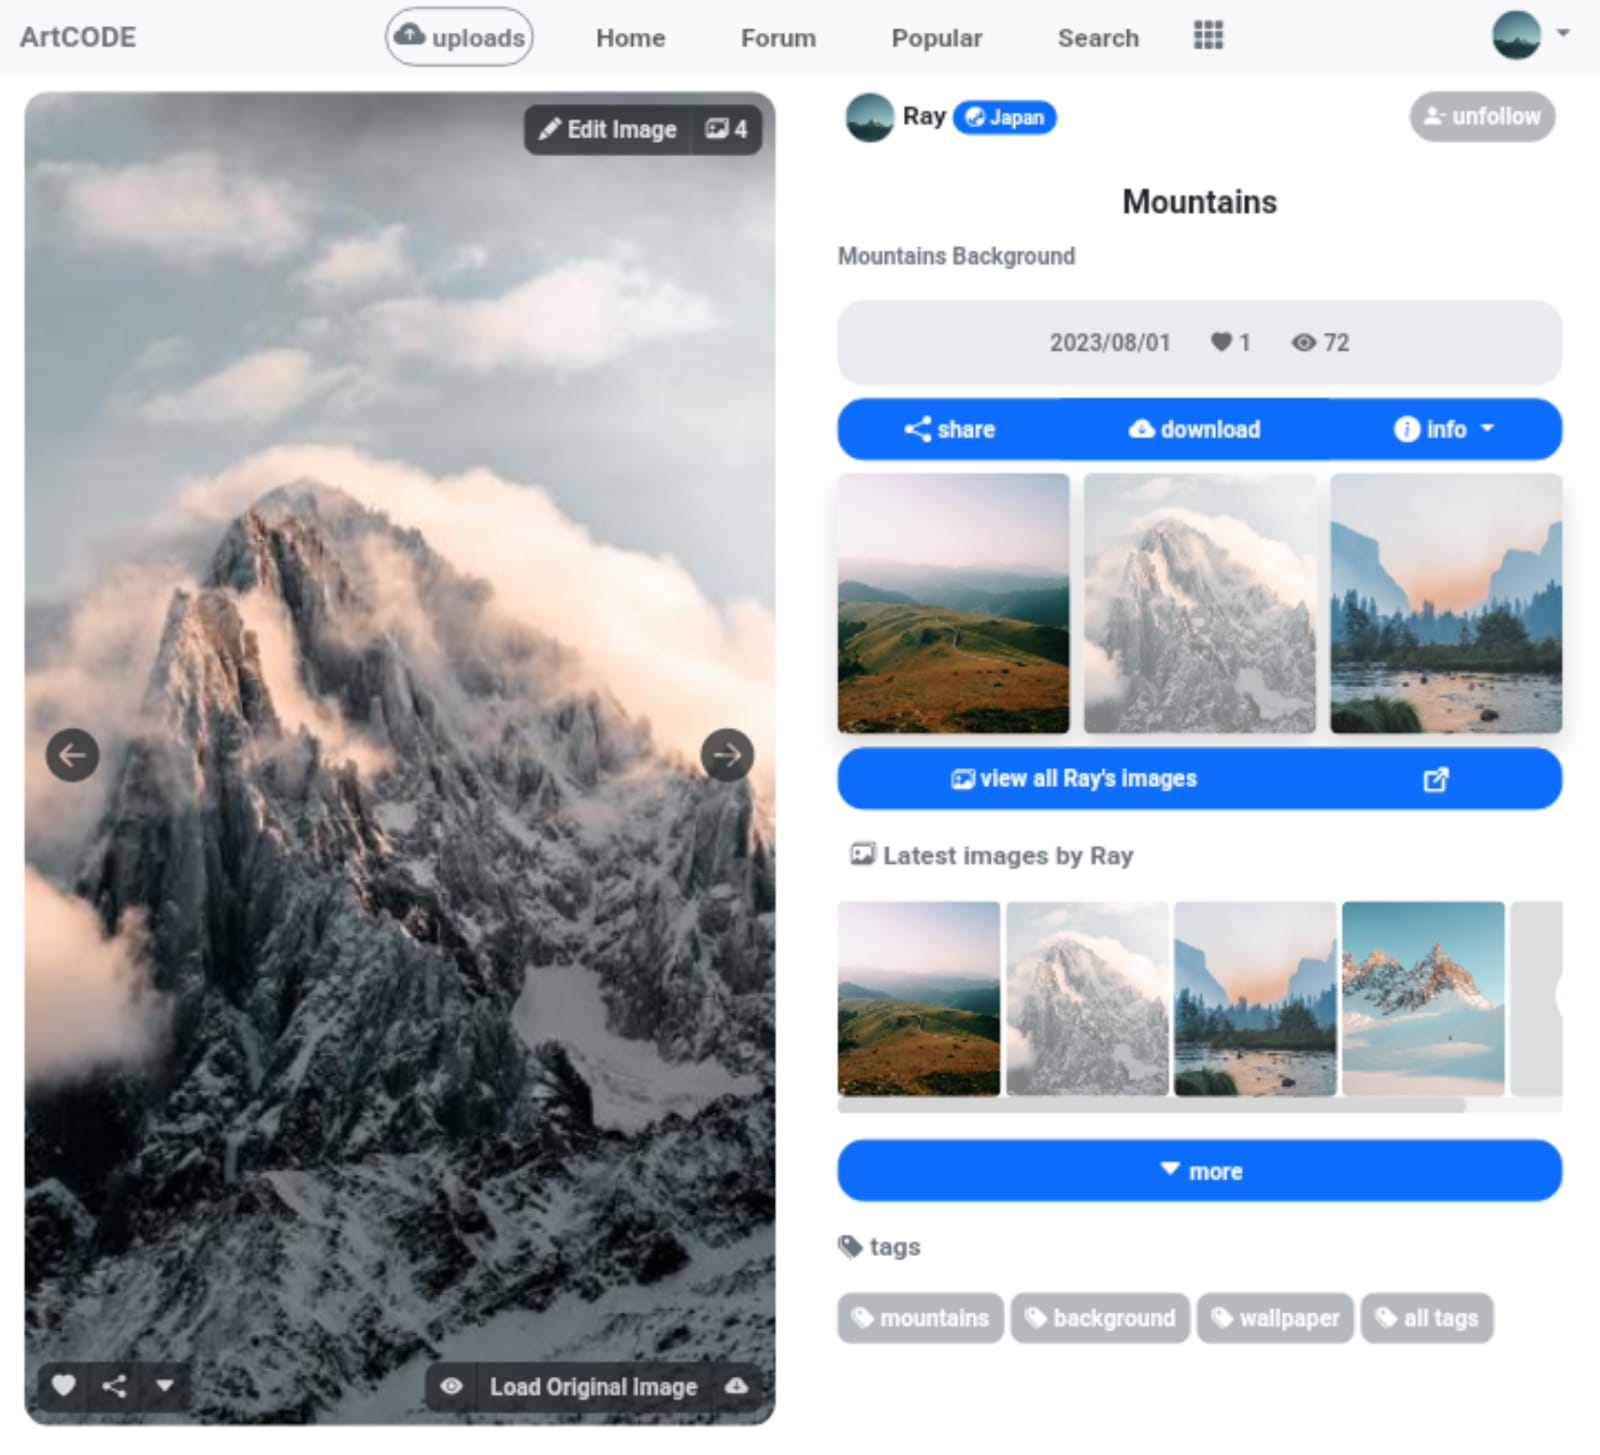 ArtCODE uploads Home Forum Popular Search
Edit Image 4
Load Original Image
Ray Japan unfollow
Mountains
Mountains Background
2023/08/01 1 72
share download info
view all Ray's images
Latest images by Ray
more
tags
mountains background wallpaper all tags